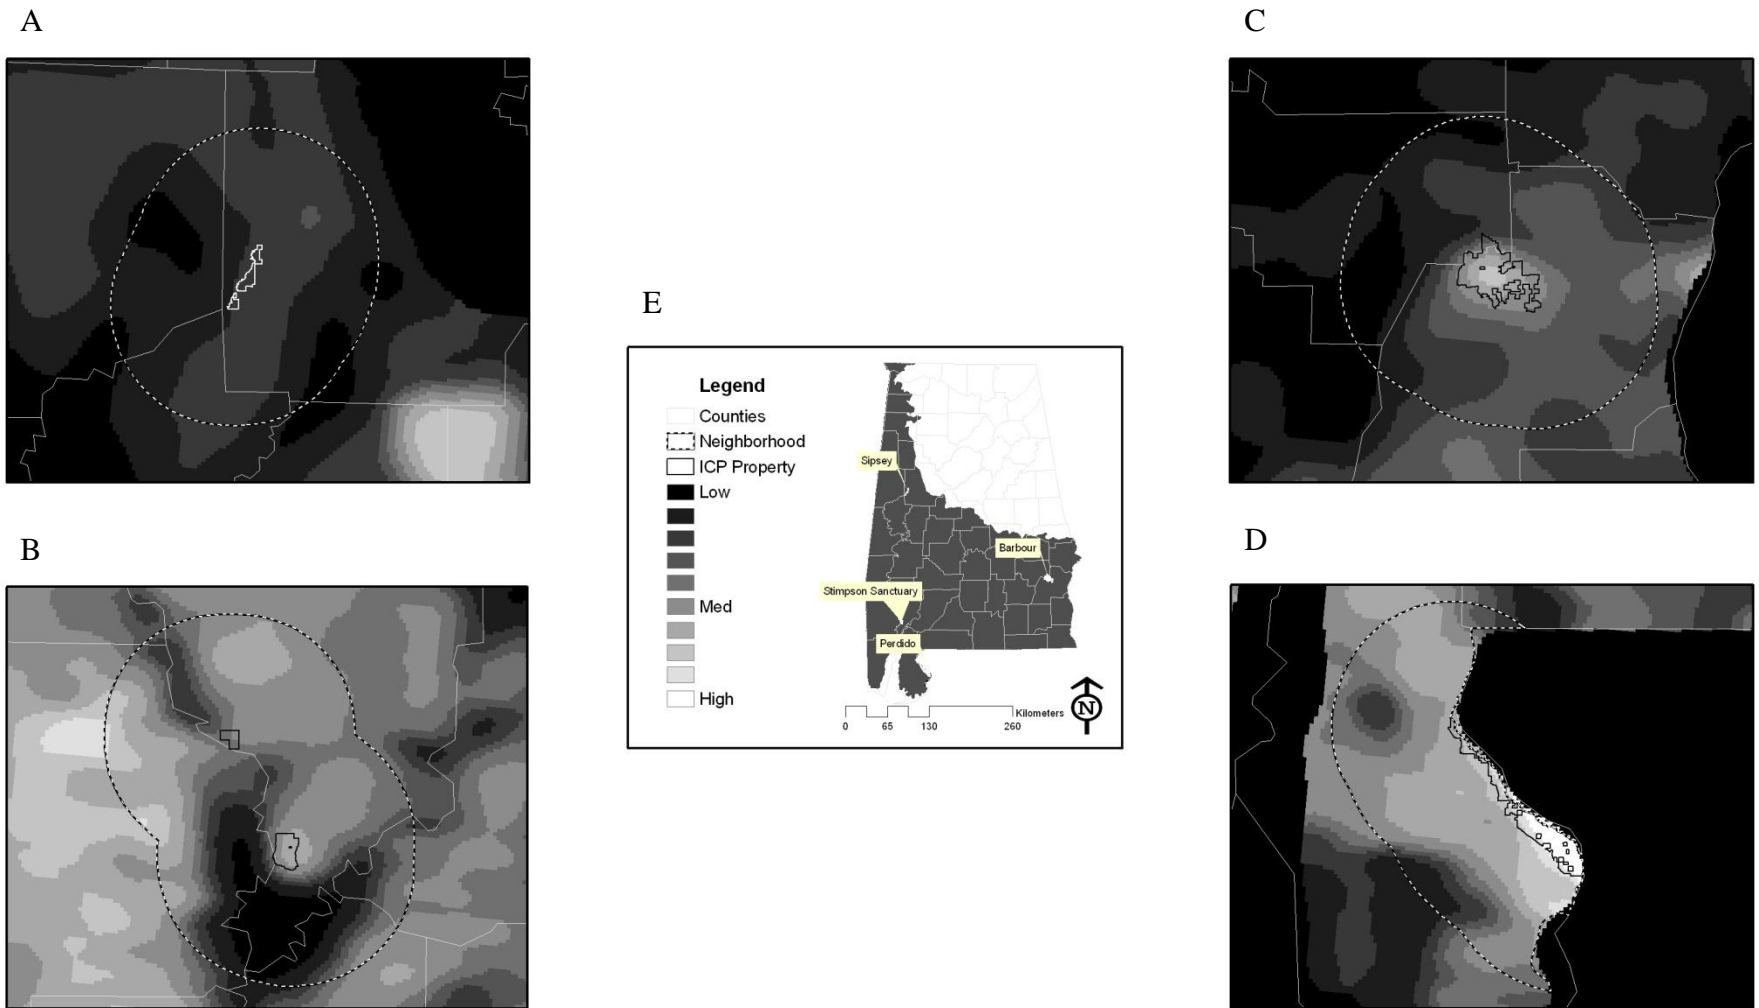 A
C
E
Legend
Counties
Neighborhood
ICP Property
Low
Med
High
Sipsey
Barbour
Stimpson Sanctuary
Perdido
N
Kilometers
0 65 130 260
B
D